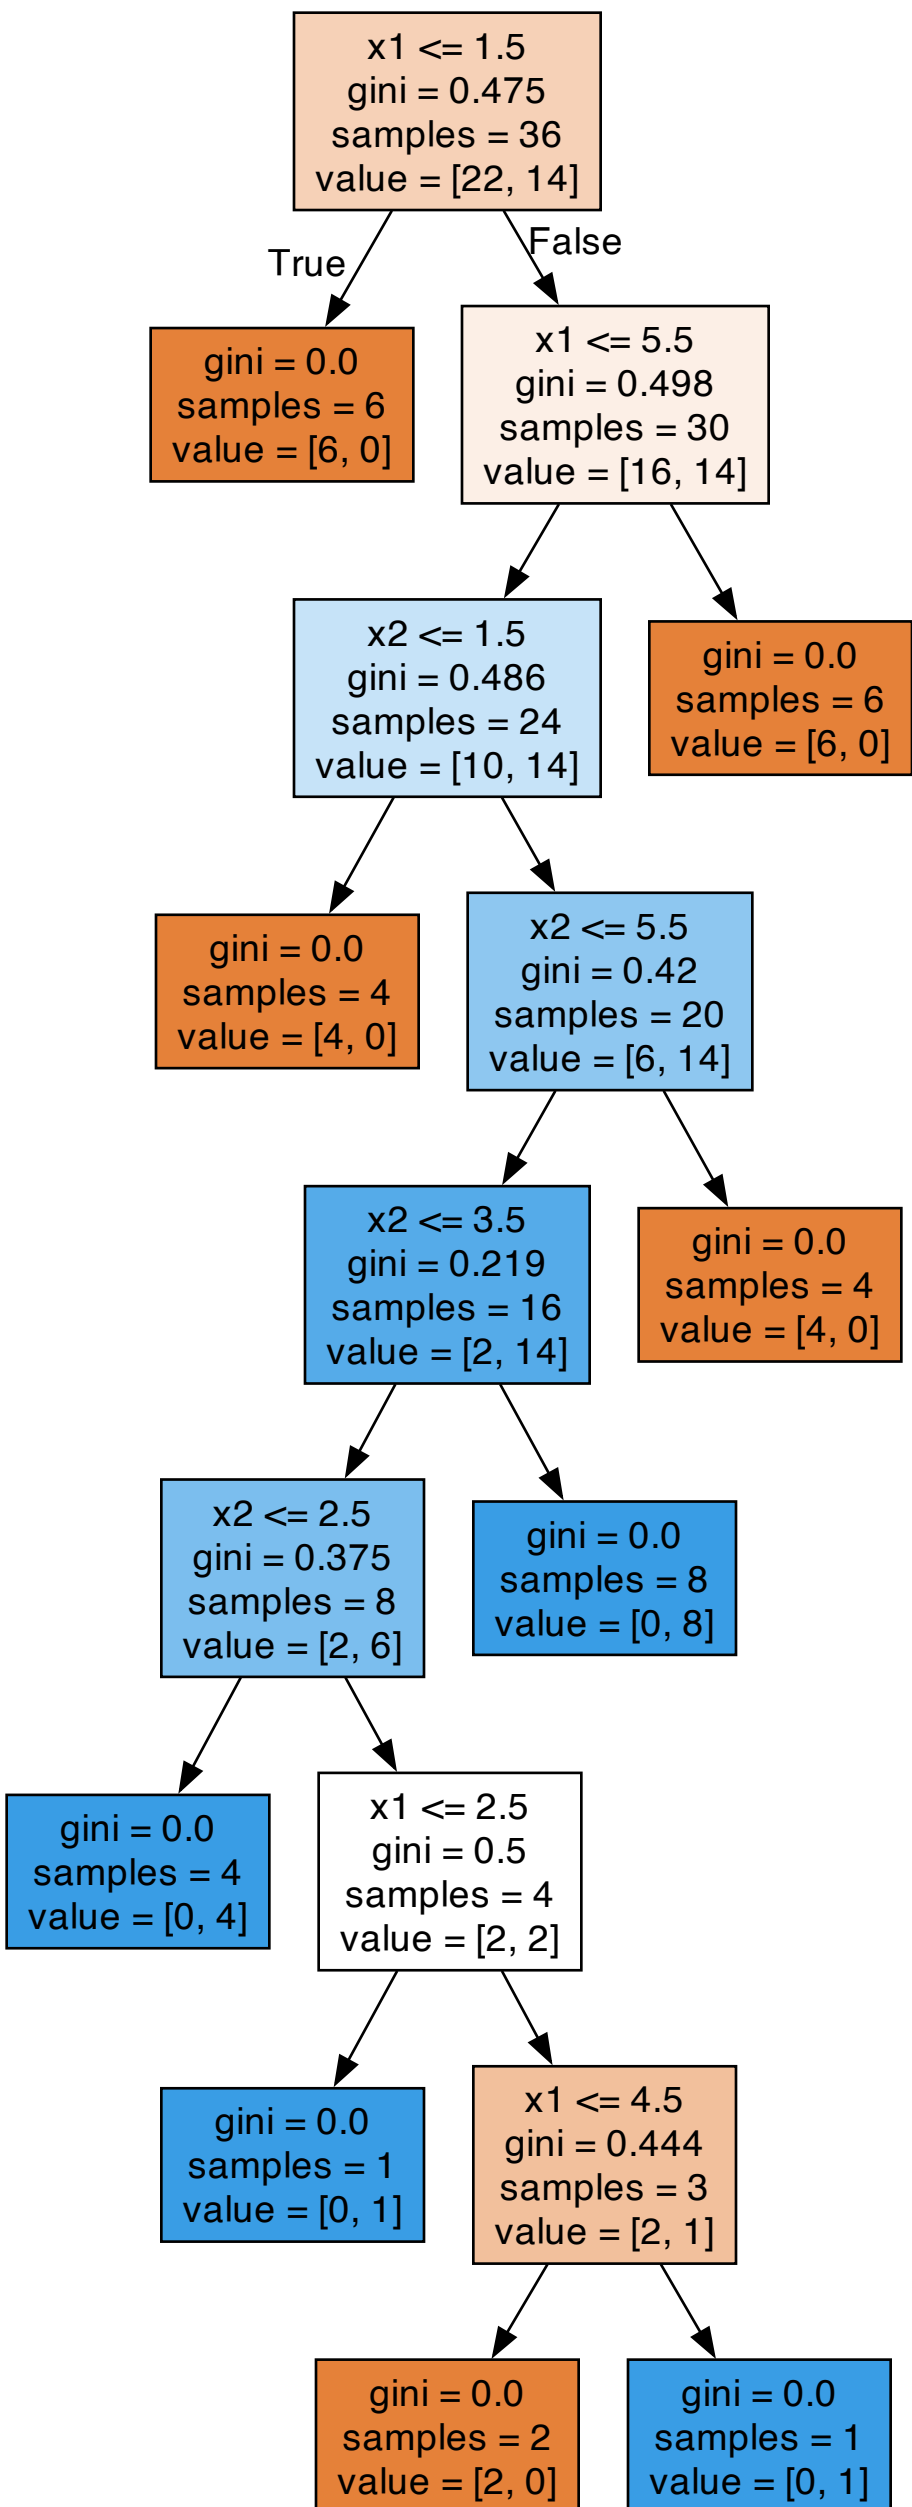 x1 <= 1.5
gini = 0.475
samples = 36
value = [22, 14]
True
False
gini = 0.0
samples = 6
value = [6, 0]
x1 <= 5.5
gini = 0.498
samples = 30
value = [16, 14]
x2 <= 1.5
gini = 0.486
samples = 24
value = [10, 14]
gini = 0.0
samples = 6
value = [6, 0]
gini = 0.0
samples = 4
value = [4, 0]
x2 <= 5.5
gini = 0.42
samples = 20
value = [6, 14]
x2 <= 3.5
gini = 0.219
samples = 16
value = [2, 14]
gini = 0.0
samples = 4
value = [4, 0]
x2 <= 2.5
gini = 0.375
samples = 8
value = [2, 6]
gini = 0.0
samples = 8
value = [0, 8]
gini = 0.0
samples = 4
value = [0, 4]
x1 <= 2.5
gini = 0.5
samples = 4
value = [2, 2]
gini = 0.0
samples = 1
value = [0, 1]
x1 <= 4.5
gini = 0.444
samples = 3
value = [2, 1]
gini = 0.0
samples = 2
value = [2, 0]
gini = 0.0
samples = 1
value = [0, 1]